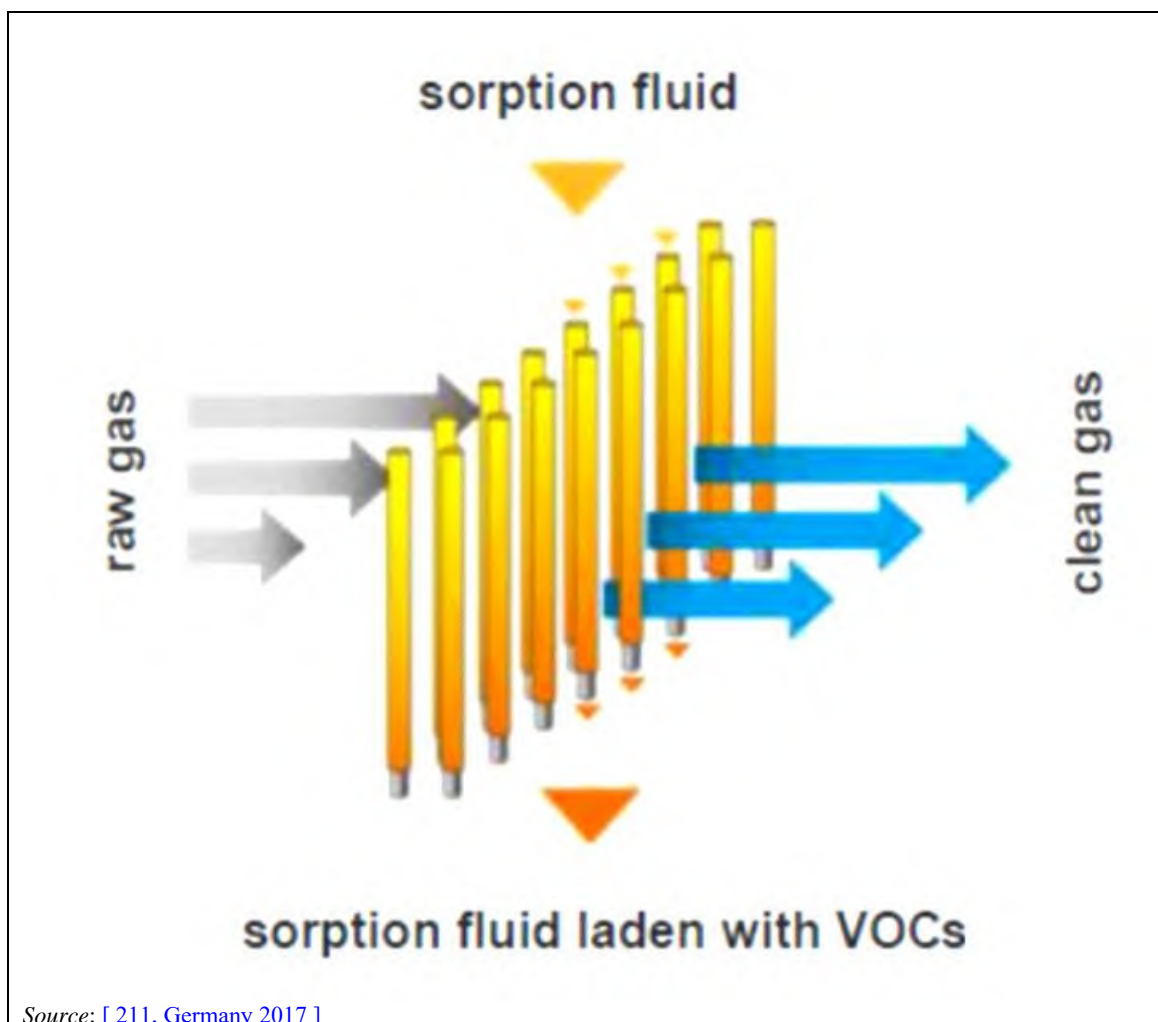 sorption fluid
raw gas
clean gas
sorption fluid laden with VOCs
Source: [ 211, Germany 2017 ]